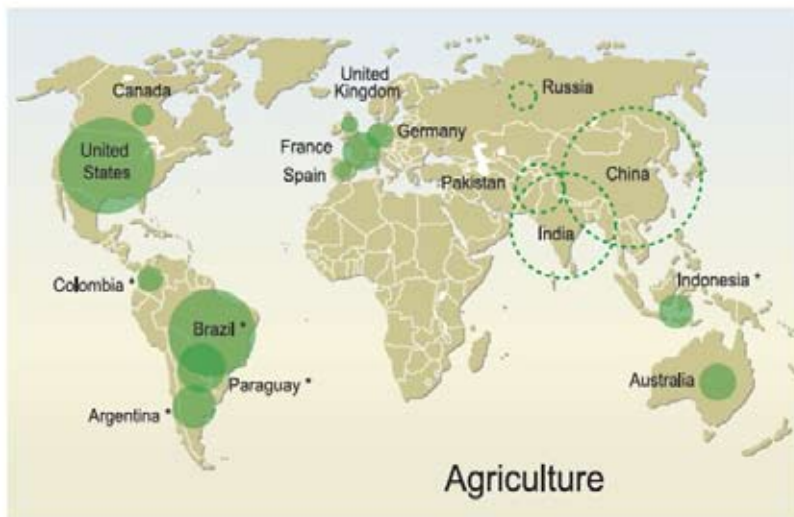 Canada
United
Kingdom
Russia
United
States
France
Germany
Spain
Pakistan
China
India
Colombia *
Indonesia *
Brazil *
Paraguay *
Australia
Argentina *
Agriculture